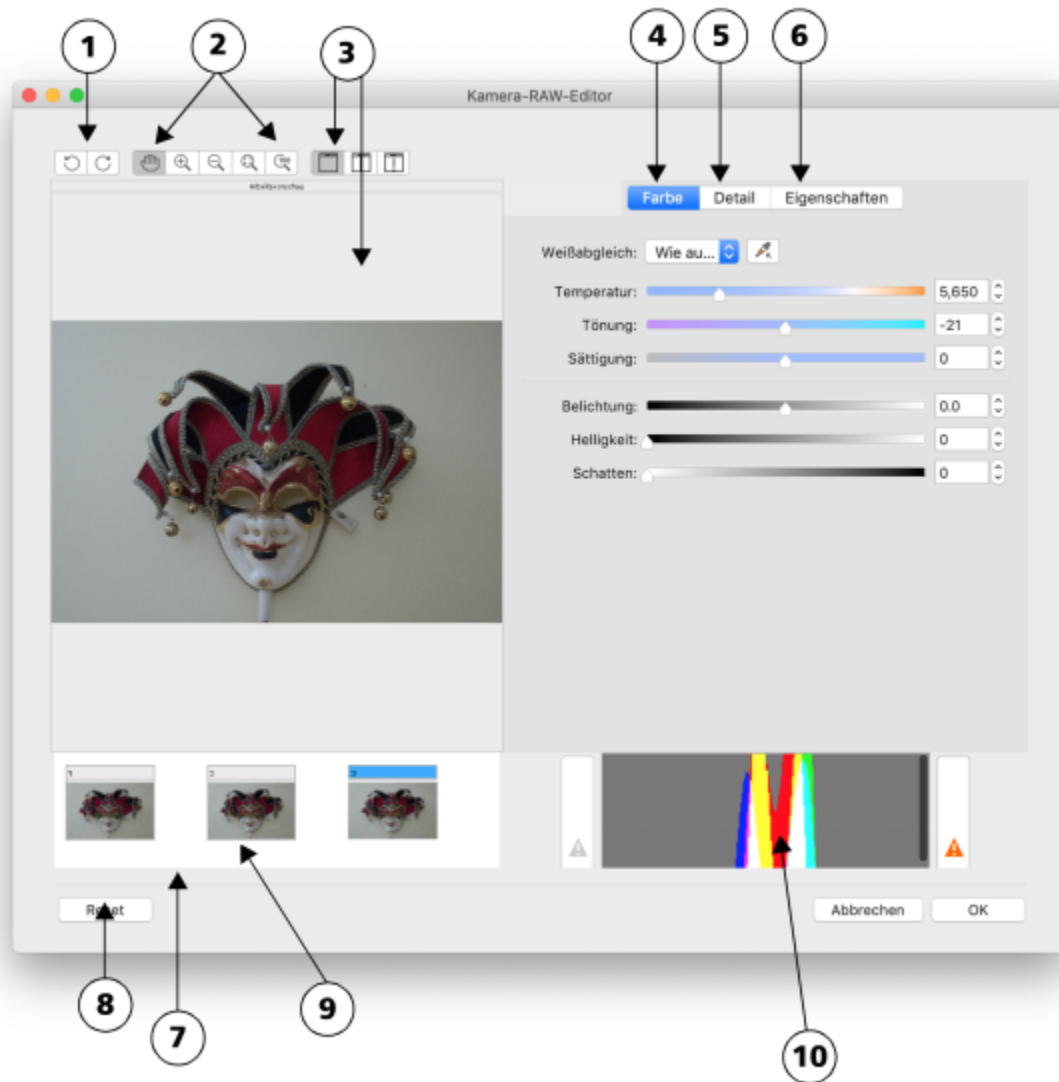 1
2
3
4
5
6
Kamera-RAW-Editor
Arbeitsvorschau
Farbe
Detail
Eigenschaften
Weißabgleich: Wie au...
Temperatur: 5,650
Tönung: -21
Sättigung: 0
Belichtung: 0.0
Helligkeit: 0
Schatten: 0
1
2
3
Reset
Abbrechen
OK
8
7
9
10